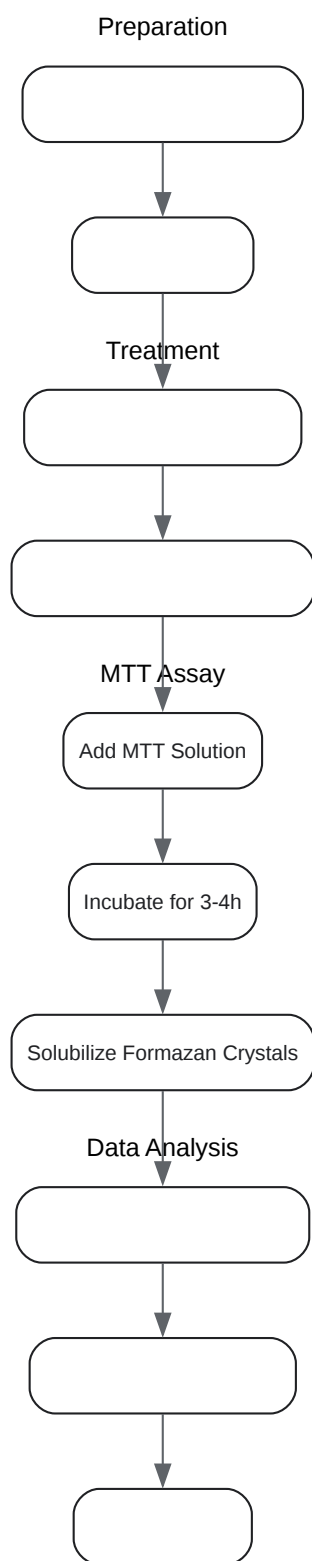 Preparation
Treatment
MTT Assay
Add MTT Solution
Incubate for 3-4h
Solubilize Formazan Crystals
Data Analysis